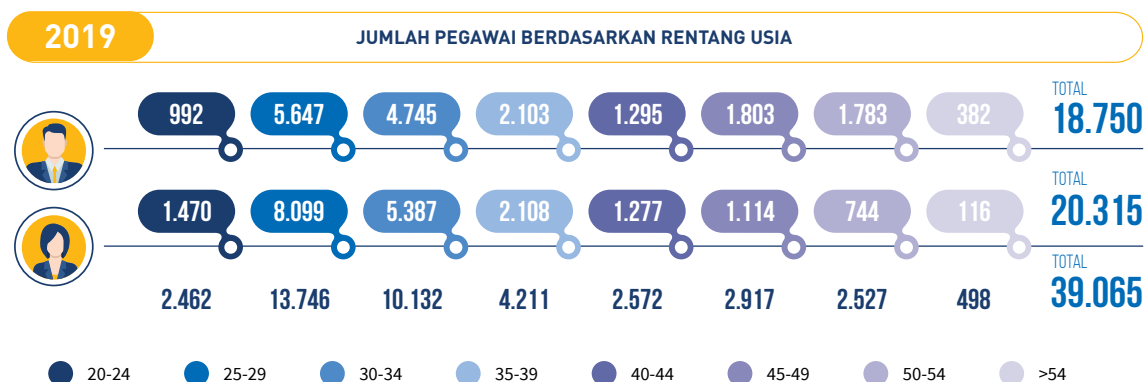 2019
JUMLAH PEGAWAI BERDASARKAN RENTANG USIA
992 5.647 4.745 2.103 1.295 1.803 1.783 382
TOTAL
18.750
1.470 8.099 5.387 2.108 1.277 1.114 744 116
TOTAL
20.315
2.462 13.746 10.132 4.211 2.572 2.917 2.527 498
TOTAL
39.065
20-24 25-29 30-34 35-39 40-44 45-49 50-54 >54